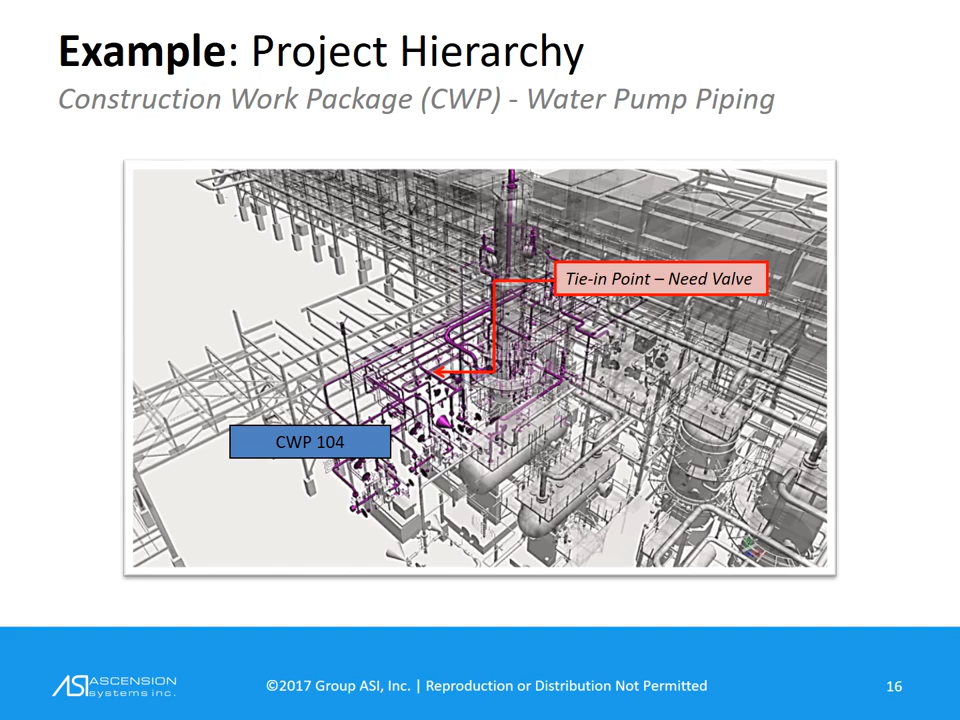 Example: Project Hierarchy
Construction Work Package (CWP) - Water Pump Piping
Tie-in Point – Need Valve
CWP 104
ASI ASCENSION
systems inc.
©2017 Group ASI, Inc. | Reproduction or Distribution Not Permitted
16